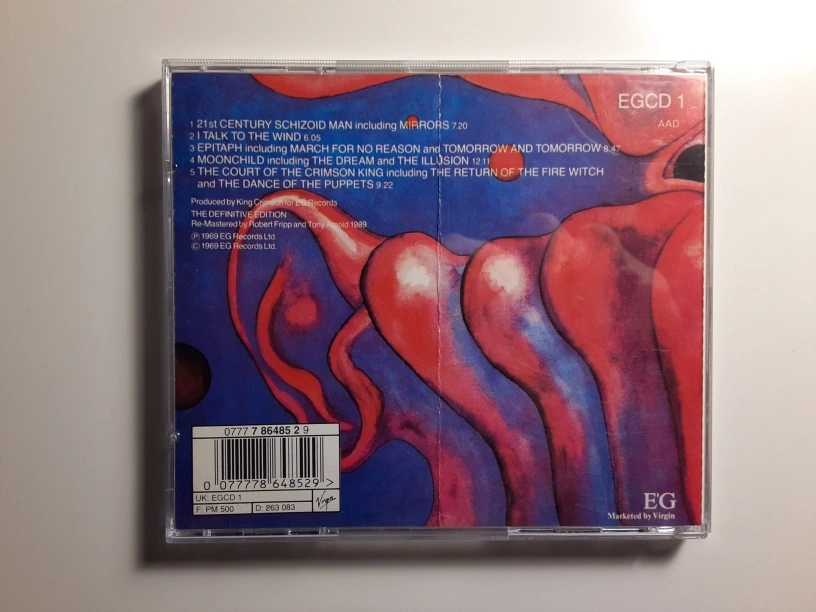 EGCD 1
AAD
1 21st CENTURY SCHIZOID MAN including MIRRORS 7.20
2 I TALK TO THE WIND 6.05
3 EPITAPH including MARCH FOR NO REASON and TOMORROW AND TOMORROW 8.47
4 MOONCHILD including THE DREAM and THE ILLUSION 12.11
5 THE COURT OF THE CRIMSON KING including THE RETURN OF THE FIRE WITCH
and THE DANCE OF THE PUPPETS 9.22
Produced by King Crimson for EG Records
THE DEFINITIVE EDITION
Re-Mastered by Robert Fripp and Tony Arnold 1989
Ⓟ 1969 EG Records Ltd.
© 1969 EG Records Ltd.
0777 7 86485 2 9
0 077778 648529 >
UK: EGCD 1
F: PM 500 D: 263 083
Virgin
E'G
Marketed by Virgin